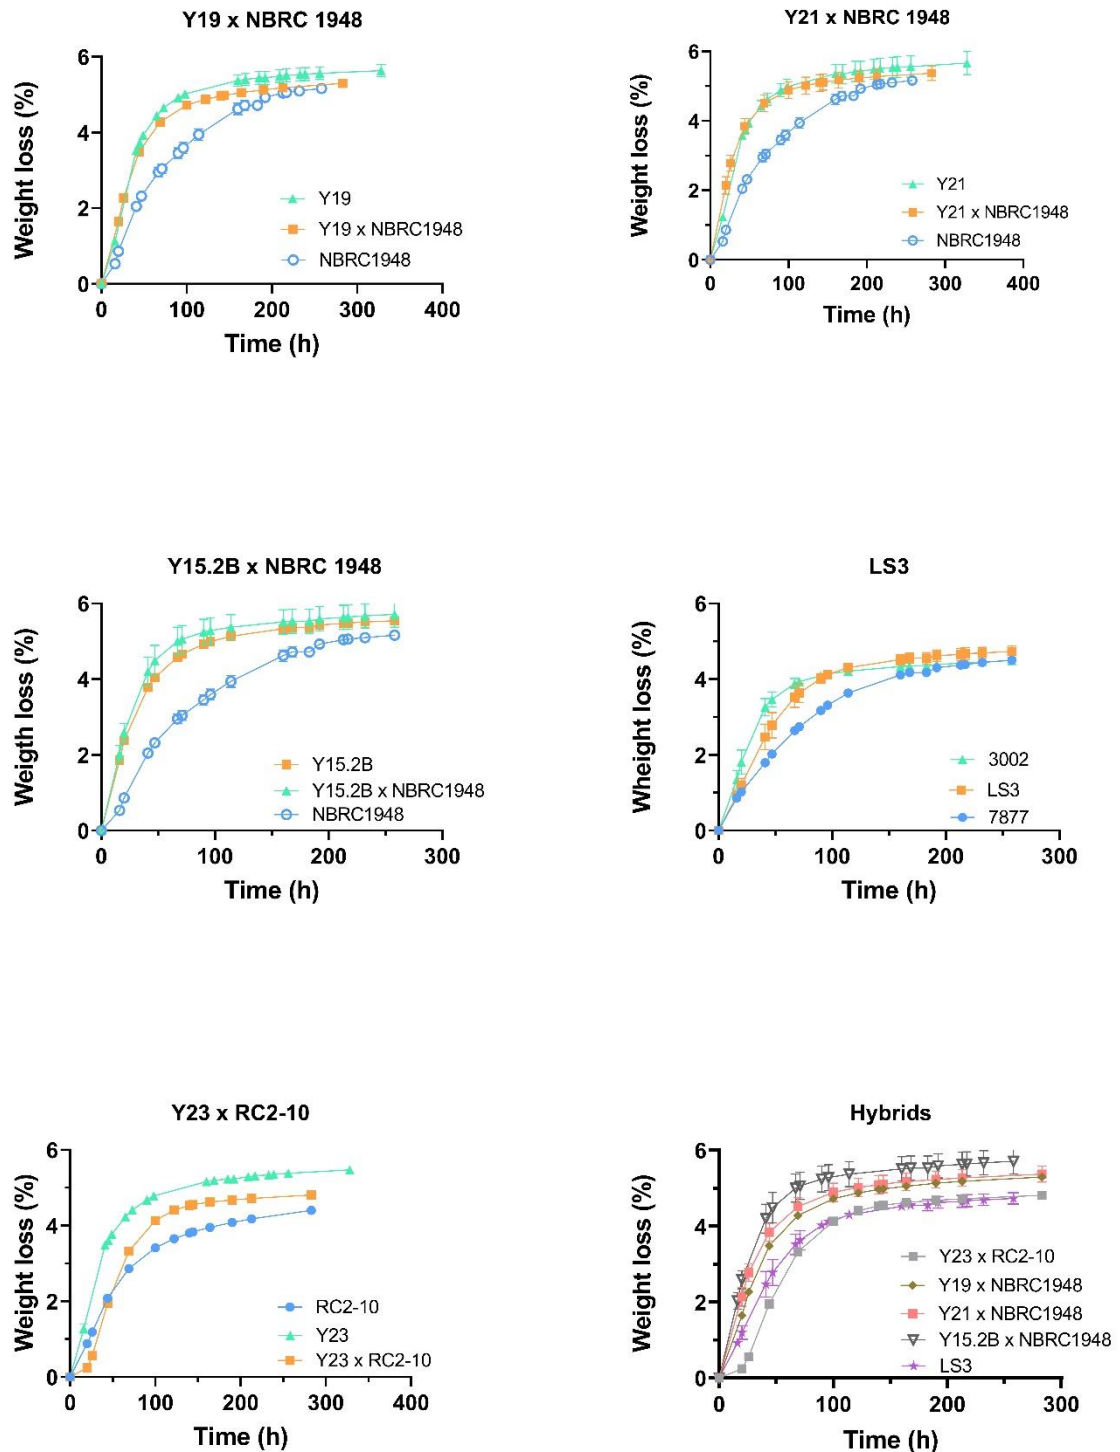 Y19 x NBRC 1948
Weight loss (%)
6
4
2
0
0 100 200 300 400
Time (h)
Y19
Y19 x NBRC1948
NBRC1948
Y21 x NBRC 1948
Weight loss (%)
6
4
2
0
0 100 200 300 400
Time (h)
Y21
Y21 x NBRC1948
NBRC1948
Y15.2B x NBRC 1948
Weigth loss (%)
6
4
2
0
0 100 200 300
Time (h)
Y15.2B
Y15.2B x NBRC1948
NBRC1948
LS3
Wheight loss (%)
6
4
2
0
0 100 200 300
Time (h)
3002
LS3
7877
Y23 x RC2-10
Weight loss (%)
6
4
2
0
0 100 200 300 400
Time (h)
RC2-10
Y23
Y23 x RC2-10
Hybrids
Weight loss (%)
6
4
2
0
0 100 200 300
Time (h)
Y23 x RC2-10
Y19 x NBRC1948
Y21 x NBRC1948
Y15.2B x NBRC1948
LS3